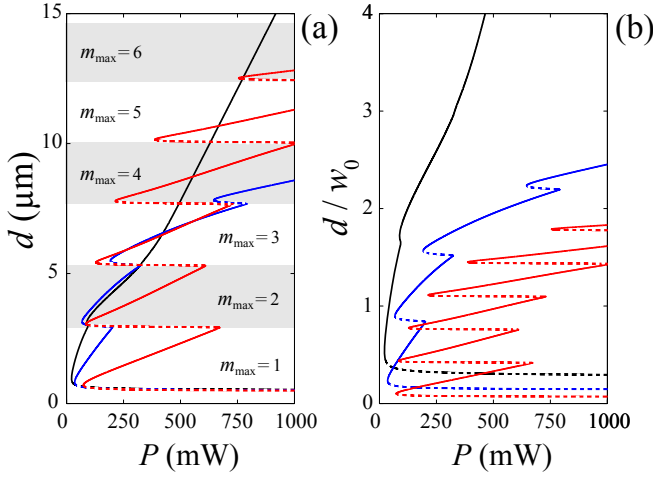 15
10
5
0
d (μm)
(a)
m_max = 6
m_max = 5
m_max = 4
m_max = 3
m_max = 2
m_max = 1
0 250 500 750 1000
P (mW)
4
3
2
1
0
d / w_0
(b)
0 250 500 750 1000
P (mW)